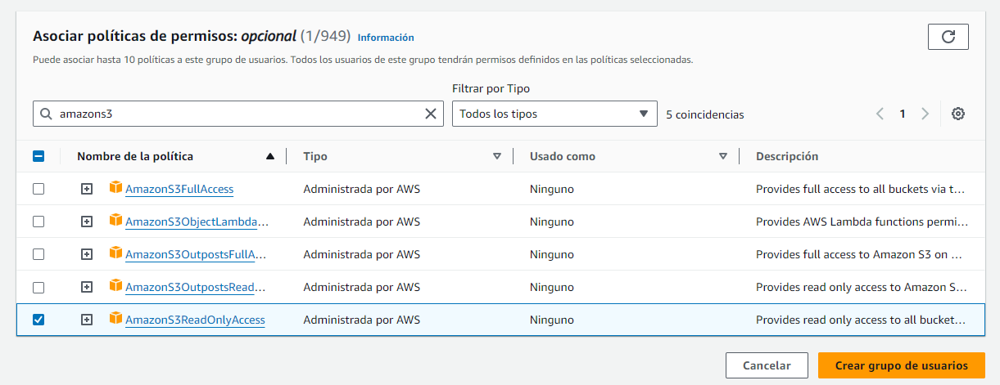 Asociar políticas de permisos: opcional (1/949) Información
Puede asociar hasta 10 políticas a este grupo de usuarios. Todos los usuarios de este grupo tendrán permisos definidos en las políticas seleccionadas.
Filtrar por Tipo
amazons3 Todos los tipos 5 coincidencias 1
Nombre de la política Tipo Usado como Descripción
AmazonS3FullAccess Administrada por AWS Ninguno Provides full access to all buckets via t...
AmazonS3ObjectLambda... Administrada por AWS Ninguno Provides AWS Lambda functions permi...
AmazonS3OutpostsFullA... Administrada por AWS Ninguno Provides full access to Amazon S3 on ...
AmazonS3OutpostsRead... Administrada por AWS Ninguno Provides read only access to Amazon S...
AmazonS3ReadOnlyAccess Administrada por AWS Ninguno Provides read only access to all bucket...
Cancelar Crear grupo de usuarios